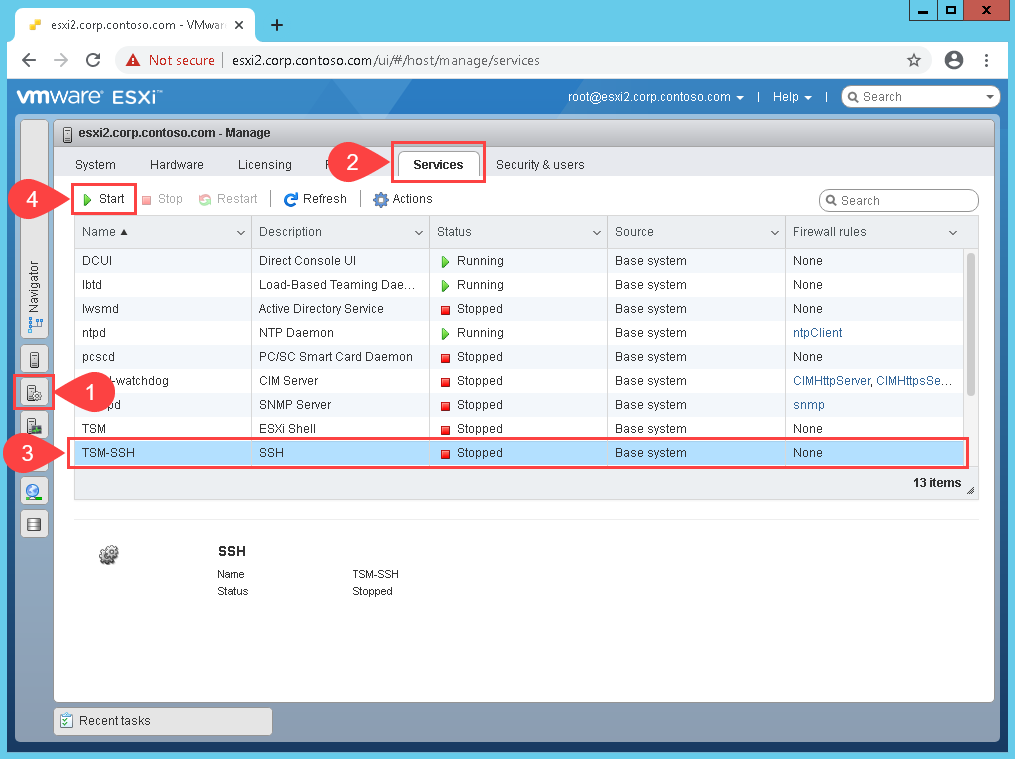 esxi2.corp.contoso.com - VMwar
Not secure esxi2.corp.contoso.com/ui/#/host/manage/services
vmware ESXi™ root@esxi2.corp.contoso.com | Help | Search
esxi2.corp.contoso.com - Manage
System Hardware Licensing 2 Services Security & users
4 Start Stop Restart Refresh Actions Search
Name Description Status Source Firewall rules
DCUI Direct Console UI Running Base system None
lbtd Load-Based Teaming Dae... Running Base system None
lwsmd Active Directory Service Stopped Base system None
Navigator
ntpd NTP Daemon Running Base system ntpClient
pcscd PC/SC Smart Card Daemon Stopped Base system None
1 -watchdog CIM Server Stopped Base system CIMHttpServer, CIMHttpsSe...
pd SNMP Server Stopped Base system snmp
TSM ESXi Shell Stopped Base system None
3 TSM-SSH SSH Stopped Base system None
13 items
SSH
Name TSM-SSH
Status Stopped
Recent tasks